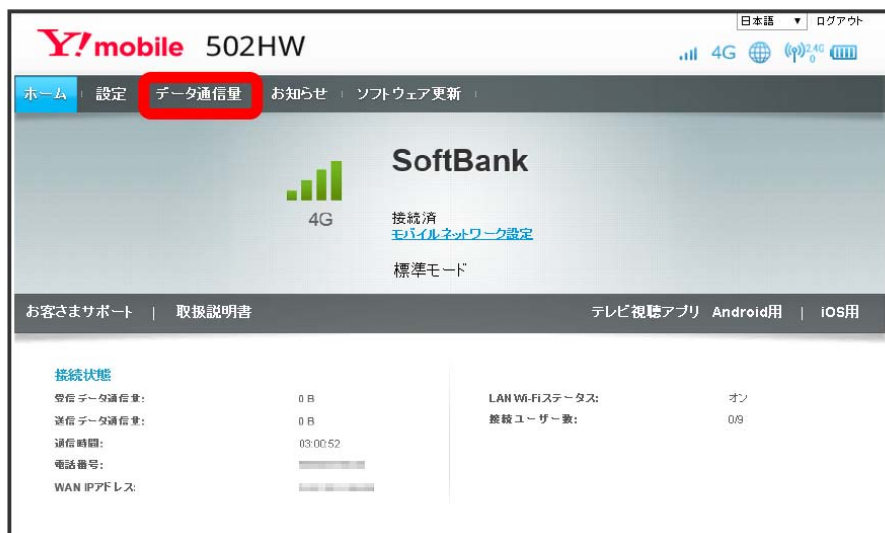 日本語 ▼ ログアウト
Y!mobile 502HW
4G
ホーム 設定 データ通信量 お知らせ ソフトウェア更新
SoftBank
4G
接続済
モバイルネットワーク設定
標準モード
お客さまサポート | 取扱説明書 テレビ視聴アプリ Android用 | iOS用
接続状態
受信データ通信量: 0 B LAN Wi-Fiステータス: オン
送信データ通信量: 0 B 接続ユーザー数: 0/9
通信時間: 03:00:52
電話番号:
WAN IPアドレス: